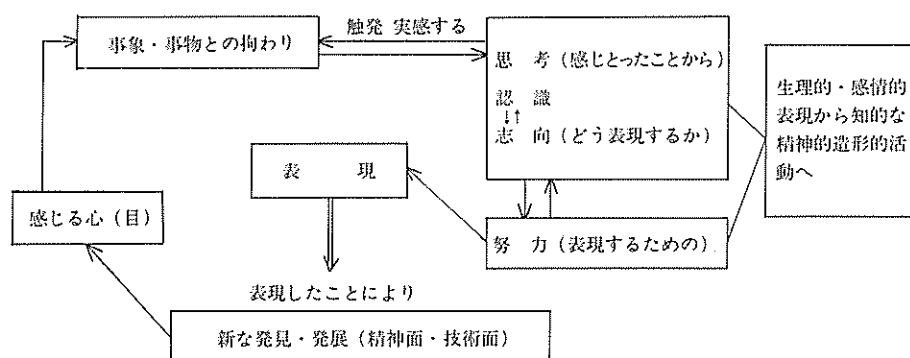 触発 実感する
事象・事物との拘わり
思 考(感じとったことから)
認 識
↓↑
志 向(どう表現するか)
生理的・感情的
表現から知的な
精神的造形的活
動へ
表 現
感じる心(目)
努 力(表現するための)
表現したことにより
新な発見・発展(精神面・技術面)